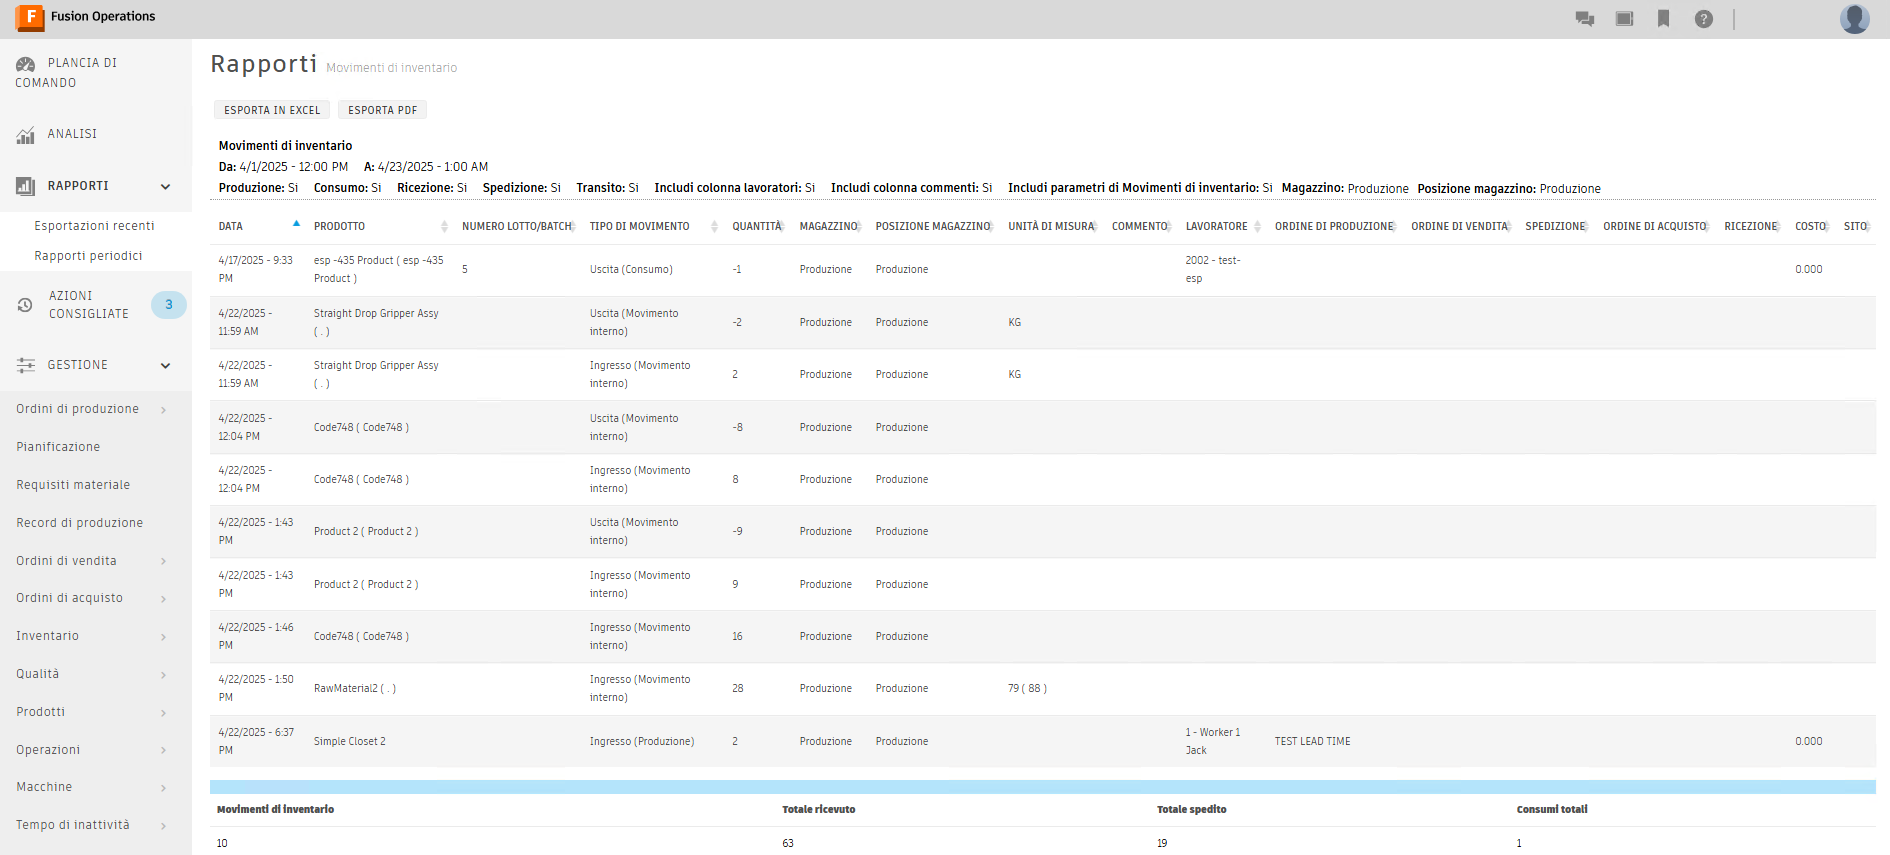 Fusion Operations
PLANCIA DI
COMANDO
ANALISI
RAPPORTI
Esportazioni recenti
Rapporti periodici
AZIONI
CONSIGLIATE
3
GESTIONE
Ordini di produzione
Pianificazione
Requisiti materiale
Record di produzione
Ordini di vendita
Ordini di acquisto
Inventario
Qualità
Prodotti
Operazioni
Macchine
Tempo di inattività
Rapporti Movimenti di inventario
ESPORTA IN EXCEL ESPORTA PDF
Movimenti di inventario
Da: 4/1/2025 - 12:00 PM A: 4/23/2025 - 1:00 AM
Produzione: Sì Consumo: Sì Ricezione: Sì Spedizione: Sì Transito: Sì Includi colonna lavoratori: Sì Includi colonna commenti: Sì Includi parametri di Movimenti di inventario: Sì Magazzino: Produzione Posizione magazzino: Produzione
DATA PRODOTTO NUMERO LOTTO/BATCH TIPO DI MOVIMENTO QUANTITÀ MAGAZZINO POSIZIONE MAGAZZINO UNITÀ DI MISURA COMMENTO LAVORATORE ORDINE DI PRODUZIONE ORDINE DI VENDITA SPEDIZIONE ORDINE DI ACQUISTO RICEZIONE COSTO SITO
4/17/2025 - 9:33 esp -435 Product ( esp -435 2002 - test-
5 Uscita (Consumo) -1 Produzione Produzione 0.000
PM Product ) esp
4/22/2025 - Straight Drop Gripper Assy Uscita (Movimento
-2 Produzione Produzione KG
11:59 AM ( . ) interno)
4/22/2025 - Straight Drop Gripper Assy Ingresso (Movimento
2 Produzione Produzione KG
11:59 AM ( . ) interno)
4/22/2025 - Uscita (Movimento
Code748 ( Code748 ) -8 Produzione Produzione
12:04 PM interno)
4/22/2025 - Ingresso (Movimento
Code748 ( Code748 ) 8 Produzione Produzione
12:04 PM interno)
4/22/2025 - 1:43 Uscita (Movimento
Product 2 ( Product 2 ) -9 Produzione Produzione
PM interno)
4/22/2025 - 1:43 Ingresso (Movimento
Product 2 ( Product 2 ) 9 Produzione Produzione
PM interno)
4/22/2025 - 1:46 Ingresso (Movimento
Code748 ( Code748 ) 16 Produzione Produzione
PM interno)
4/22/2025 - 1:50 Ingresso (Movimento
RawMaterial2 ( . ) 28 Produzione Produzione 79 ( 88 )
PM interno)
4/22/2025 - 6:37 1 - Worker 1
Simple Closet 2 Ingresso (Produzione) 2 Produzione Produzione TEST LEAD TIME 0.000
PM Jack
Movimenti di inventario Totale ricevuto Totale spedito Consumi totali
10 63 19 1